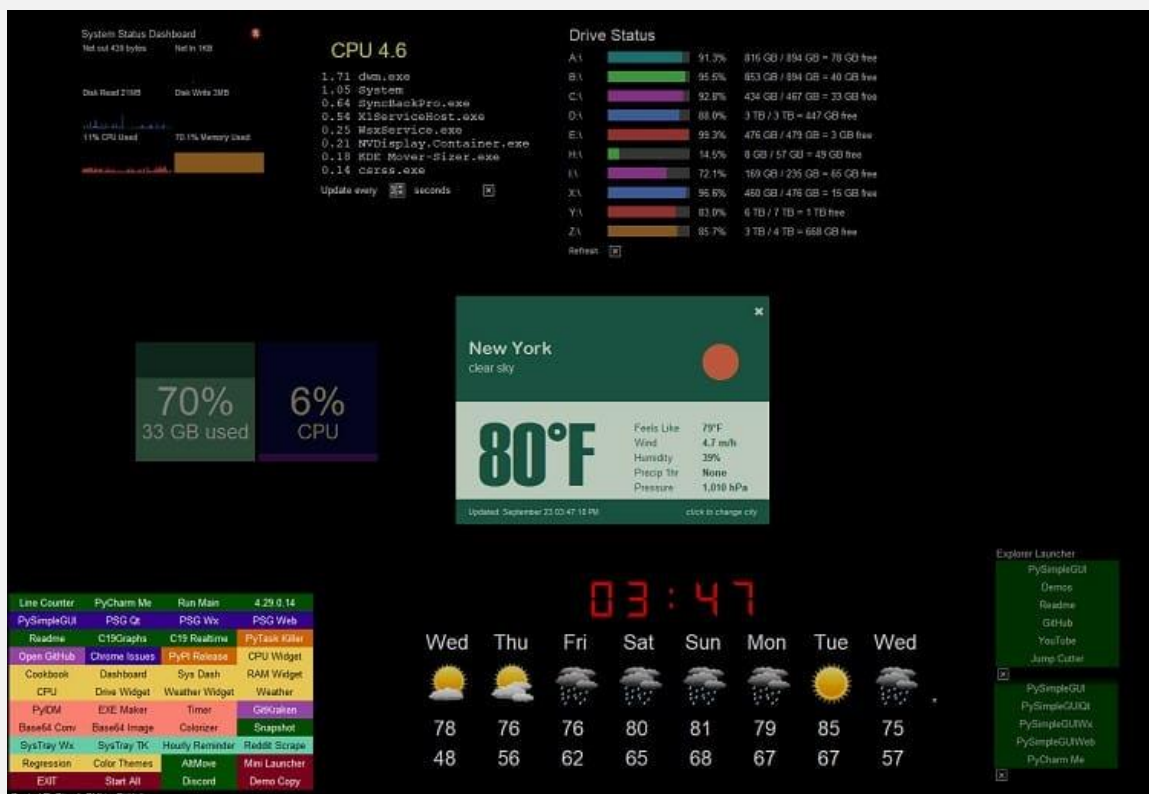 System Status Dashboard
Net out 439 bytes Net In 1KB
Disk Read 21MB Disk Write 3MB
11% CPU Used 70.1% Memory Used
CPU 4.6
1.71 dwm.exe
1.05 System
0.64 SyncBackPro.exe
0.54 X1ServiceHost.exe
0.25 WsxService.exe
0.21 NVDisplay.Container.exe
0.18 KDE Mover-Sizer.exe
0.14 csrss.exe
Update every seconds
Drive Status
A:\ 91.3% 816 GB / 894 GB = 78 GB free
B:\ 95.5% 853 GB / 894 GB = 40 GB free
C:\ 92.8% 434 GB / 467 GB = 33 GB free
D:\ 88.0% 3 TB / 3 TB = 447 GB free
E:\ 99.3% 476 GB / 479 GB = 3 GB free
H:\ 14.5% 8 GB / 57 GB = 49 GB free
I:\ 72.1% 169 GB / 235 GB = 65 GB free
X:\ 96.6% 460 GB / 476 GB = 15 GB free
Y:\ 83.0% 6 TB / 7 TB = 1 TB free
Z:\ 85.7% 3 TB / 4 TB = 668 GB free
Refresh
70%
33 GB used
6%
CPU
New York
clear sky
80°F
Feels Like 79°F
Wind 4.7 m/h
Humidity 39%
Precip 1hr None
Pressure 1,010 hPa
Updated: September 23 03:47:18 PM click to change city
Line Counter PyCharm Me Run Main 4.29.0.14
PySimpleGUI PSG Qt PSG Wx PSG Web
Readme C19Graphs C19 Realtime PyTask Killer
Open GitHub Chrome Issues PyPI Release CPU Widget
Cookbook Dashboard Sys Dash RAM Widget
CPU Drive Widget Weather Widget Weather
PyIDM EXE Maker Timer GitKraken
Base64 Conv Base64 Image Colorizer Snapshot
SysTray Wx SysTray TK Hourly Reminder Reddit Scrape
Regression Color Themes AltMove Mini Launcher
EXIT Start All Discord Demo Copy
03:47
Wed Thu Fri Sat Sun Mon Tue Wed
78 76 76 80 81 79 85 75
48 56 62 65 68 67 67 57
Explorer Launcher
PySimpleGUI
Demos
Readme
GitHub
YouTube
Jump Cutter
PySimpleGUI
PySimpleGUIQt
PySimpleGUIWx
PySimpleGUIWeb
PyCharm Me